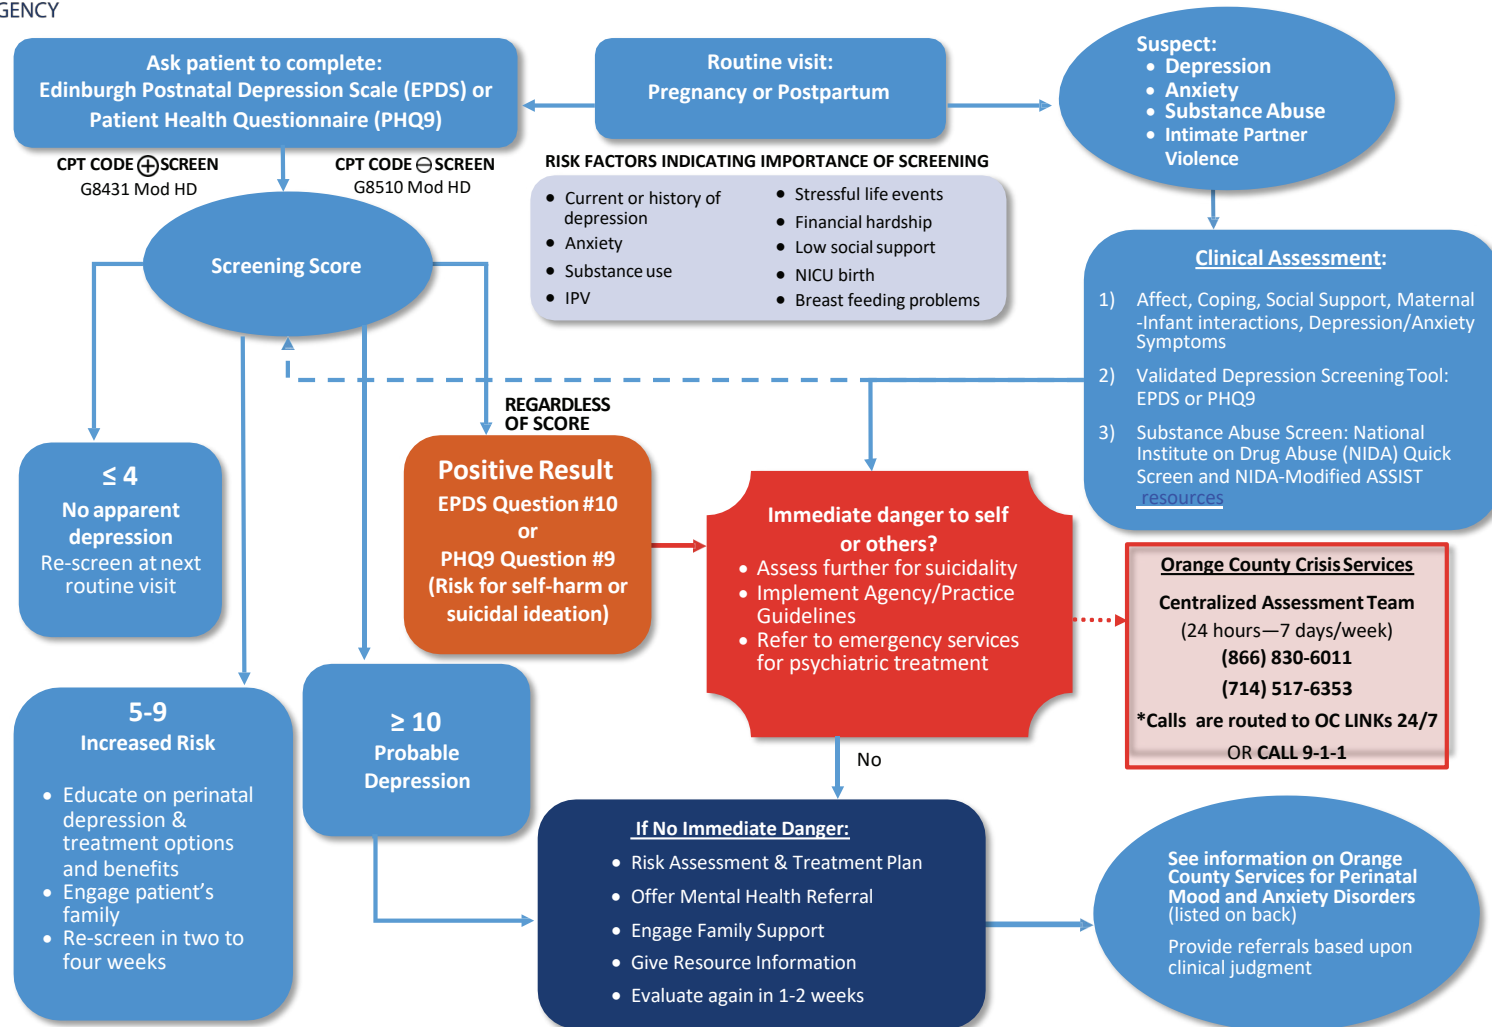 GENCY
Ask patient to complete:
Edinburgh Postnatal Depression Scale (EPDS) or
Patient Health Questionnaire (PHQ9)
Routine visit:
Pregnancy or Postpartum
Suspect:
• Depression
• Anxiety
• Substance Abuse
• Intimate Partner
Violence
CPT CODE ⊕ SCREEN
G8431 Mod HD
CPT CODE ⊖ SCREEN
G8510 Mod HD
RISK FACTORS INDICATING IMPORTANCE OF SCREENING
• Current or history of
depression
• Anxiety
• Substance use
• IPV
• Stressful life events
• Financial hardship
• Low social support
• NICU birth
• Breast feeding problems
Screening Score
Clinical Assessment:
1) Affect, Coping, Social Support, Maternal
-Infant interactions, Depression/Anxiety
Symptoms
2) Validated Depression Screening Tool:
EPDS or PHQ9
3) Substance Abuse Screen: National
Institute on Drug Abuse (NIDA) Quick
Screen and NIDA-Modified ASSIST
resources
REGARDLESS
OF SCORE
≤ 4
No apparent
depression
Re-screen at next
routine visit
Positive Result
EPDS Question #10
or
PHQ9 Question #9
(Risk for self-harm or
suicidal ideation)
Immediate danger to self
or others?
• Assess further for suicidality
• Implement Agency/Practice
Guidelines
• Refer to emergency services
for psychiatric treatment
Orange County Crisis Services
Centralized Assessment Team
(24 hours—7 days/week)
(866) 830-6011
(714) 517-6353
*Calls are routed to OC LINKs 24/7
OR CALL 9-1-1
5-9
Increased Risk
• Educate on perinatal
depression &
treatment options
and benefits
• Engage patient’s
family
• Re-screen in two to
four weeks
≥ 10
Probable
Depression
No
If No Immediate Danger:
• Risk Assessment & Treatment Plan
• Offer Mental Health Referral
• Engage Family Support
• Give Resource Information
• Evaluate again in 1-2 weeks
See information on Orange
County Services for Perinatal
Mood and Anxiety Disorders
(listed on back)
Provide referrals based upon
clinical judgment